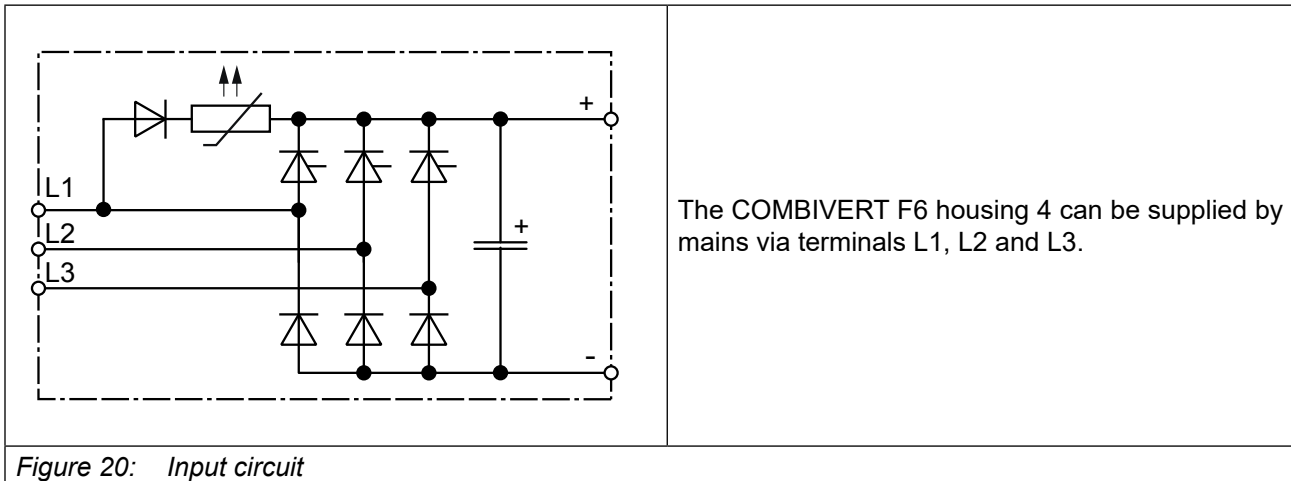 +
L1
L2
+
L3
-
The COMBIVERT F6 housing 4 can be supplied by
mains via terminals L1, L2 and L3.
Figure 20: Input circuit